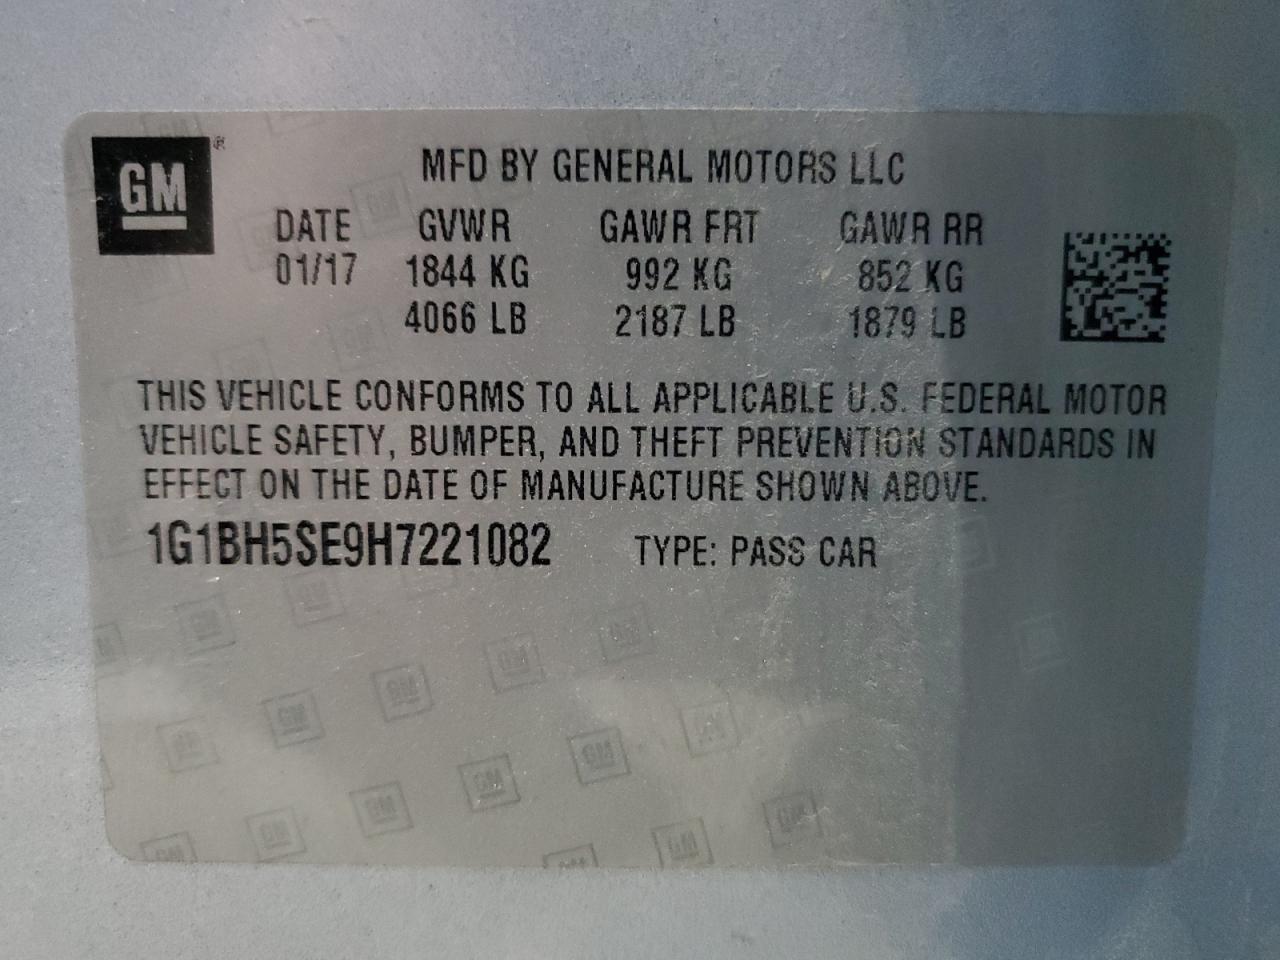 GM®
MFD BY GENERAL MOTORS LLC
DATE GVWR GAWR FRT GAWR RR
01/17 1844 KG 992 KG 852 KG
4066 LB 2187 LB 1879 LB
THIS VEHICLE CONFORMS TO ALL APPLICABLE U.S. FEDERAL MOTOR
VEHICLE SAFETY, BUMPER, AND THEFT PREVENTION STANDARDS IN
EFFECT ON THE DATE OF MANUFACTURE SHOWN ABOVE.
1G1BH5SE9H7221082 TYPE: PASS CAR